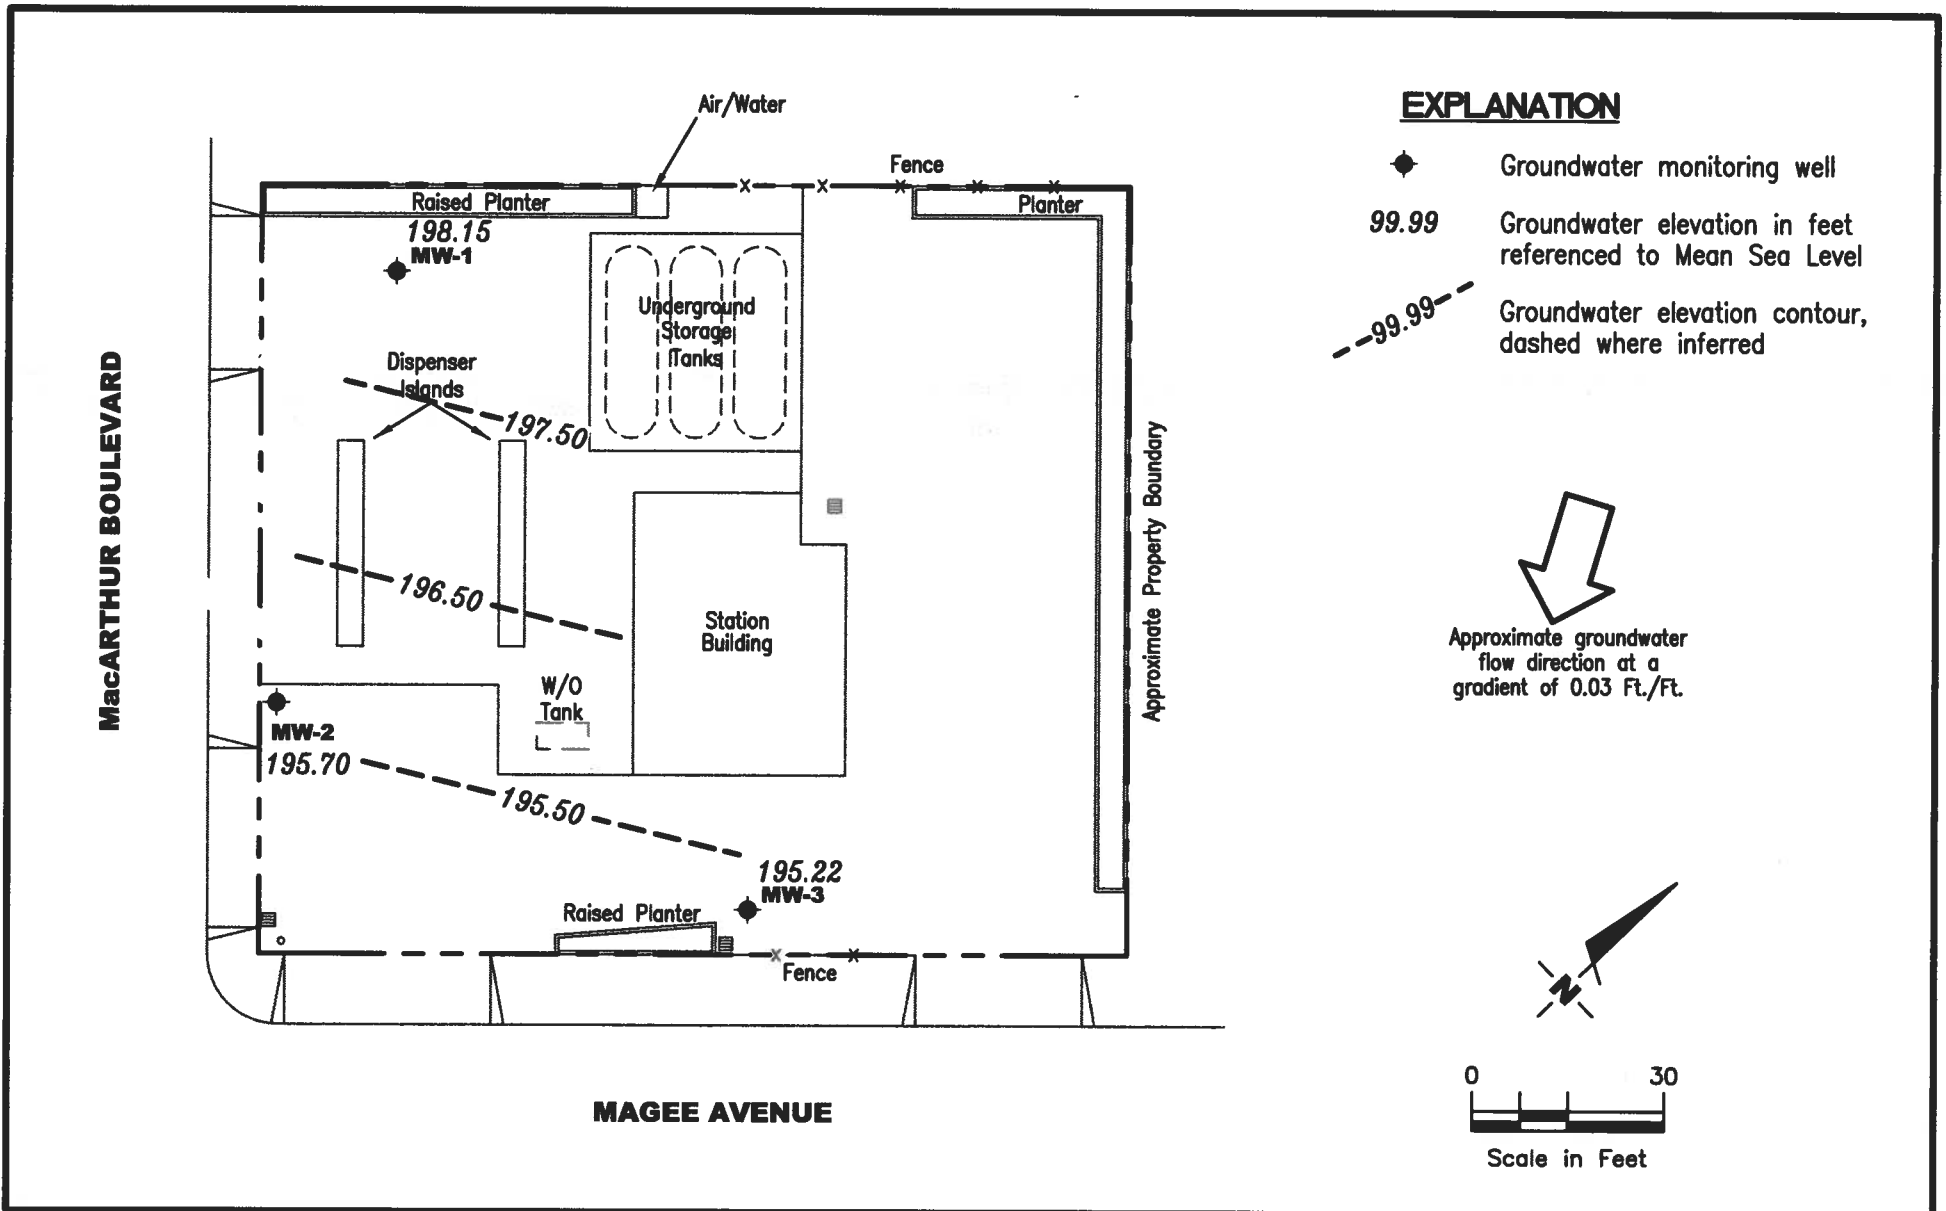 Air/Water
Fence
Raised Planter
Planter
198.15
MW-1
Underground
Storage
Tanks
Dispenser
Islands
197.50
MacARTHUR BOULEVARD
196.50
Station
Building
Approximate Property Boundary
W/O
Tank
MW-2
195.70
195.50
195.22
MW-3
Raised Planter
Fence
MAGEE AVENUE
EXPLANATION
Groundwater monitoring well
99.99
Groundwater elevation in feet
referenced to Mean Sea Level
99.99
Groundwater elevation contour,
dashed where inferred
Approximate groundwater
flow direction at a
gradient of 0.03 Ft./Ft.
N
0 30
Scale in Feet